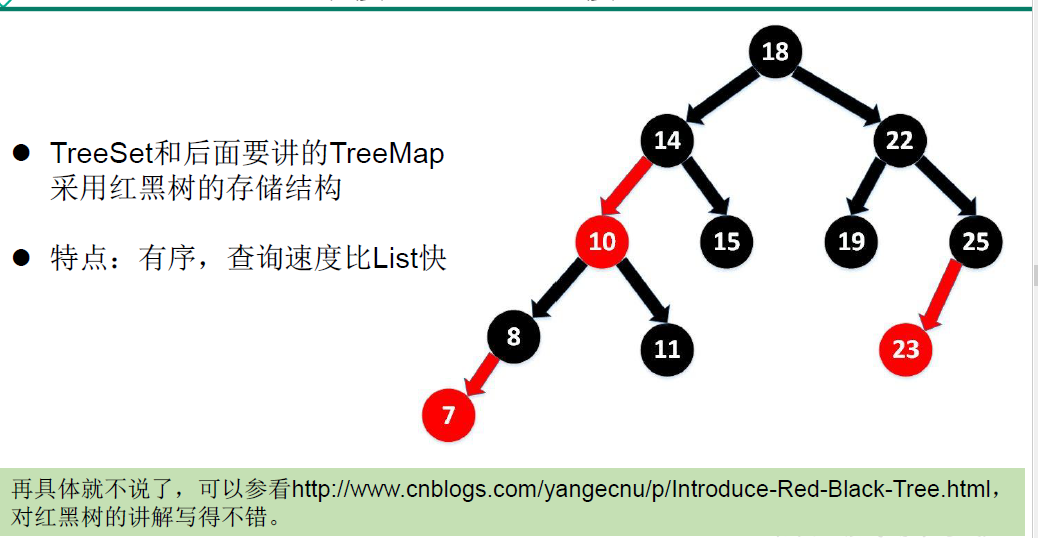 TreeSet和后面要讲的TreeMap
采用红黑树的存储结构
特点：有序，查询速度比List快
18
14
22
10
15
19
25
8
11
23
7
再具体就不说了，可以参看http://www.cnblogs.com/yangecnu/p/Introduce-Red-Black-Tree.html，
对红黑树的讲解写得不错。